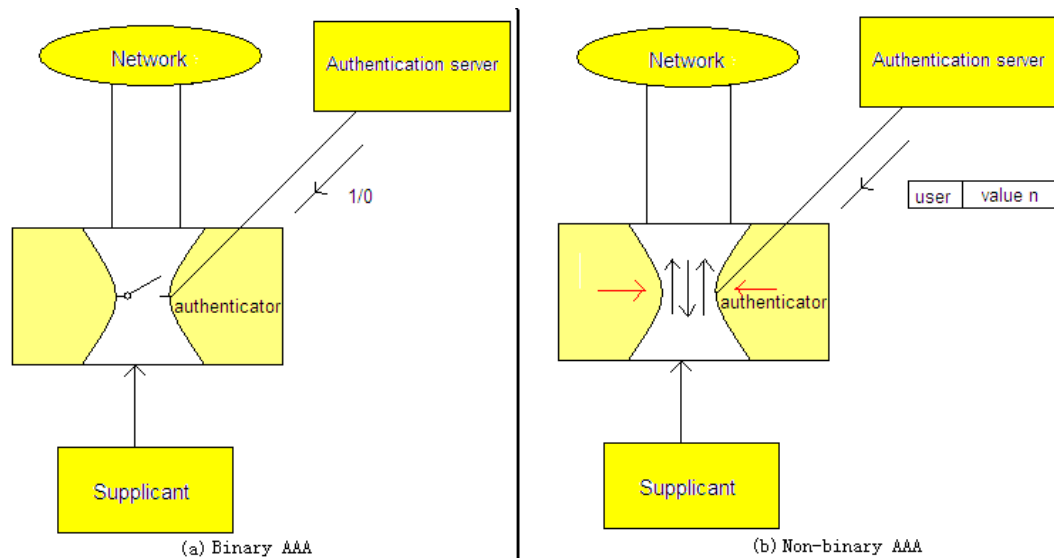 Network
Authentication server
1/0
authenticator
Supplicant
(a) Binary AAA
Network
Authentication server
user value n
authenticator
Supplicant
(b) Non-binary AAA